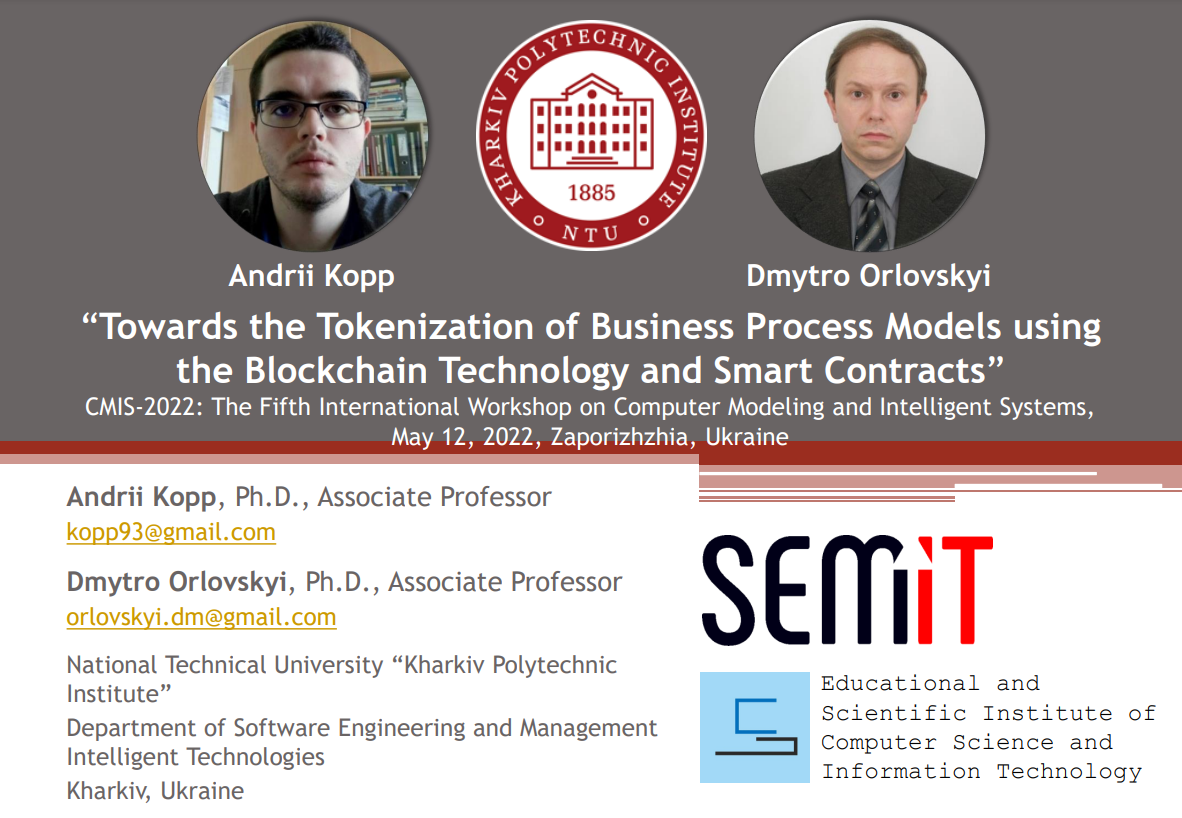 KHARKIV POLYTECHNIC INSTITUTE
1885
NTU
Andrii Kopp
Dmytro Orlovskyi
“Towards the Tokenization of Business Process Models using
the Blockchain Technology and Smart Contracts”
CMIS-2022: The Fifth International Workshop on Computer Modeling and Intelligent Systems,
May 12, 2022, Zaporizhzhia, Ukraine
Andrii Kopp, Ph.D., Associate Professor
kopp93@gmail.com
Dmytro Orlovskyi, Ph.D., Associate Professor
orlovskyi.dm@gmail.com
National Technical University “Kharkiv Polytechnic
Institute”
Department of Software Engineering and Management
Intelligent Technologies
Kharkiv, Ukraine
SEMiT
Educational and
Scientific Institute of
Computer Science and
Information Technology